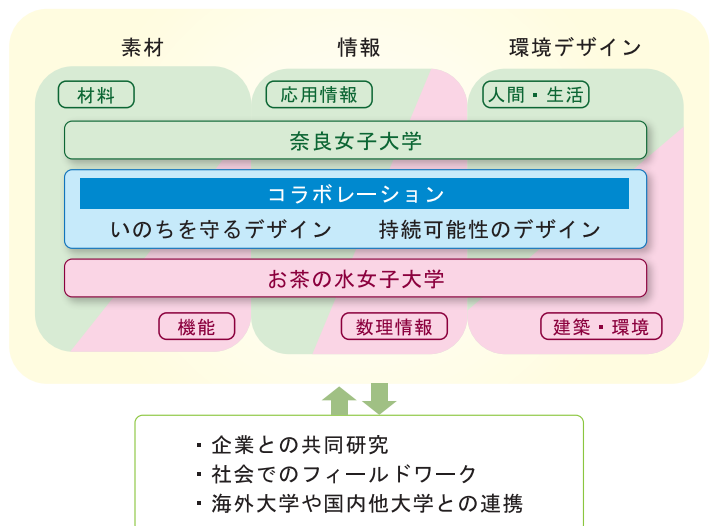 素材 情報 環境デザイン
材料 応用情報 人間・生活
奈良女子大学
コラボレーション
いのちを守るデザイン 持続可能性のデザイン
お茶の水女子大学
機能 数理情報 建築・環境
・企業との共同研究
・社会でのフィールドワーク
・海外大学や国内他大学との連携